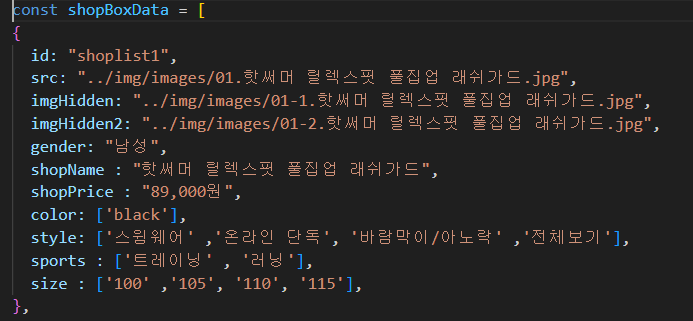 const shopBoxData = [
{
id: "shoplist1",
src: "../img/images/01.핫써머 릴렉스핏 풀집업 래쉬가드.jpg",
imgHidden: "../img/images/01-1.핫써머 릴렉스핏 풀집업 래쉬가드.jpg",
imgHidden2: "../img/images/01-2.핫써머 릴렉스핏 풀집업 래쉬가드.jpg",
gender: "남성",
shopName : "핫써머 릴렉스핏 풀집업 래쉬가드",
shopPrice : "89,000원",
color: ['black'],
style: ['스윔웨어' ,'온라인 단독', '바람막이/아노락' ,'전체보기'],
sports : ['트레이닝' , '러닝'],
size : ['100' ,'105', '110', '115'],
},